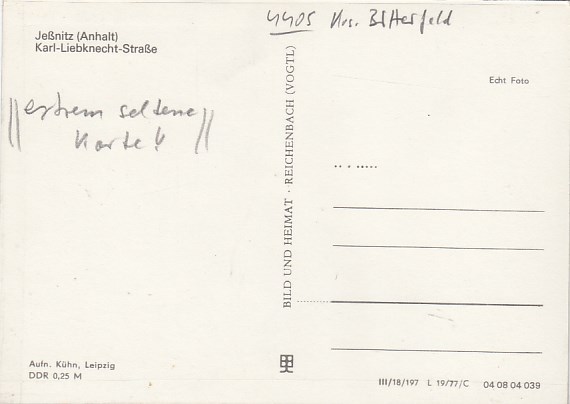 4405 Krs. Bitterfeld
Jeßnitz (Anhalt)
Karl-Liebknecht-Straße
Echt Foto
extrem seltene
Karte!!
BILD UND HEIMAT · REICHENBACH (VOGTL)
Aufn. Kühn, Leipzig
DDR 0,25 M
III/18/197 L 19/77/C 04 08 04 039